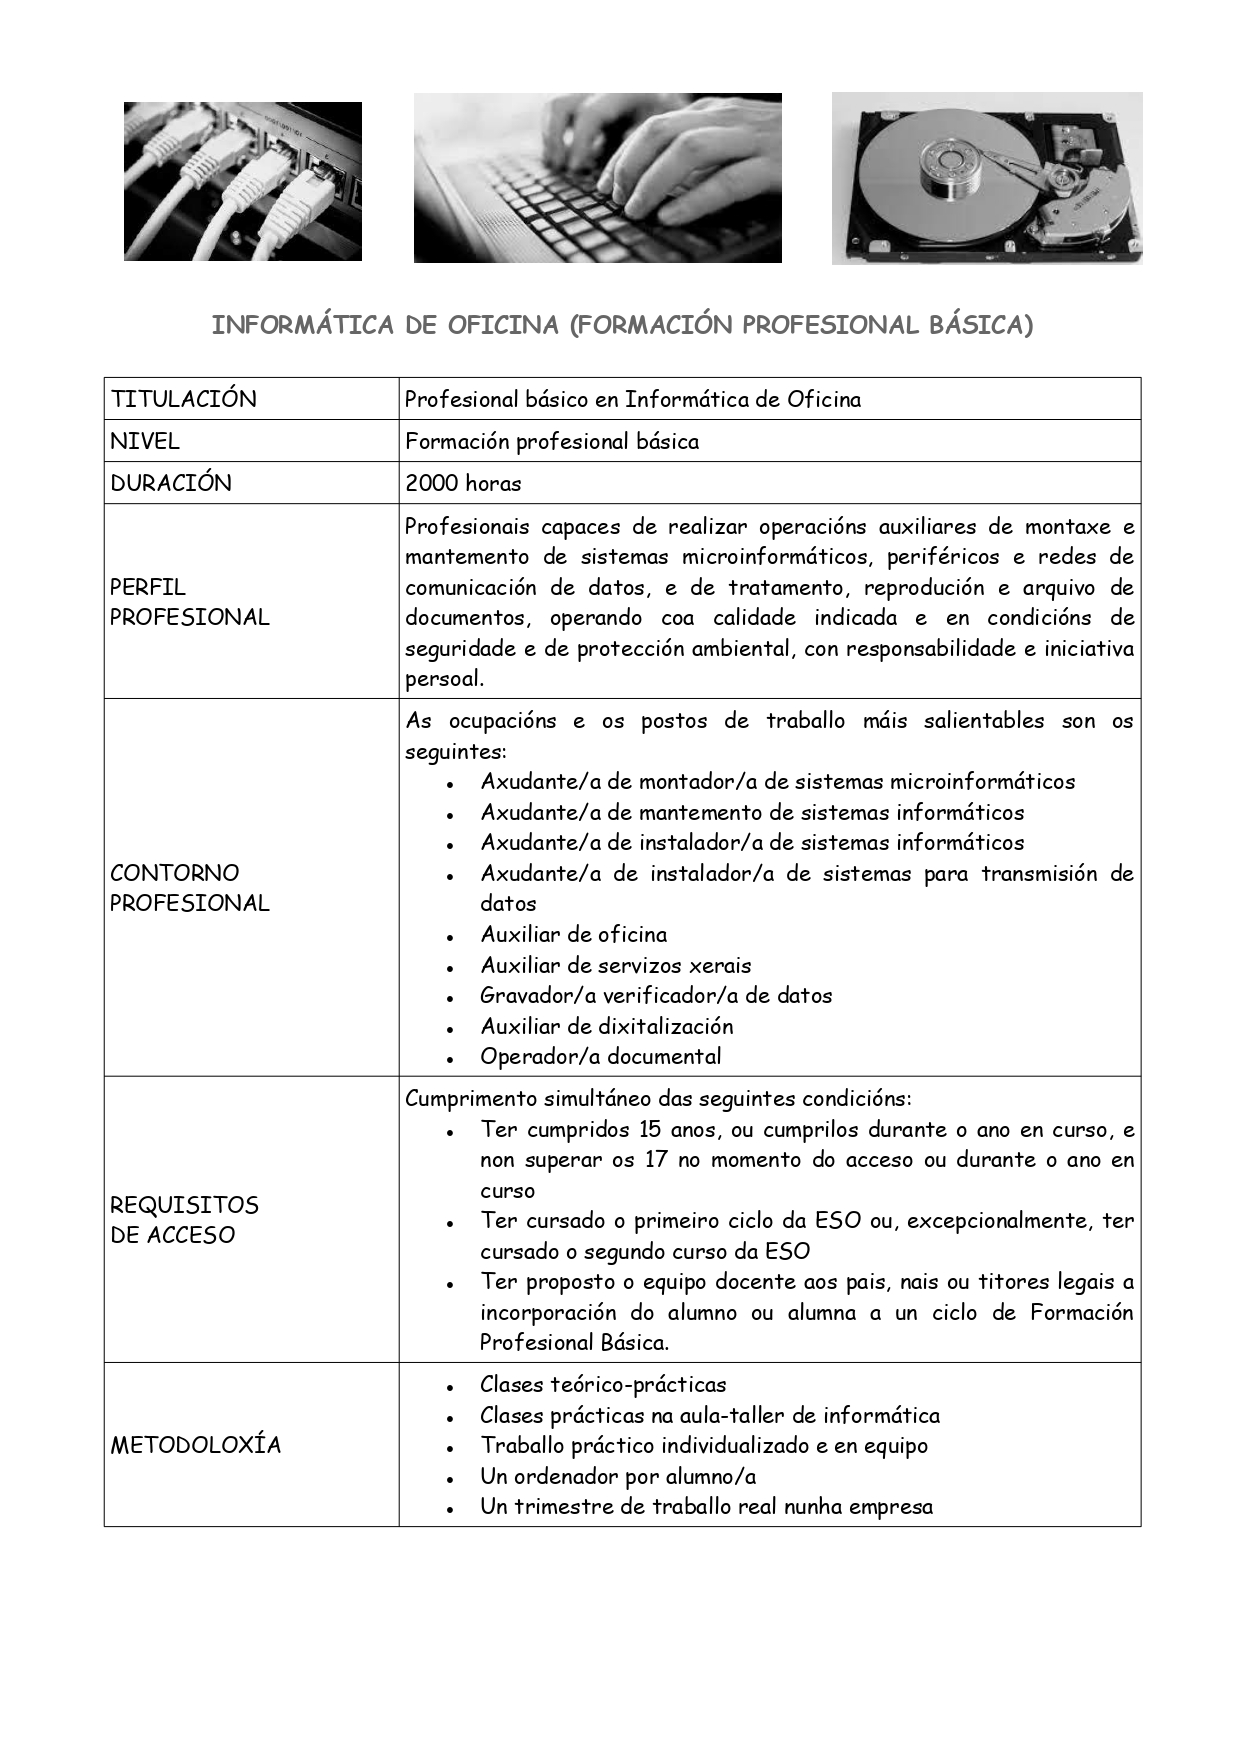 INFORMÁTICA DE OFICINA (FORMACIÓN PROFESIONAL BÁSICA)
TITULACIÓN
Profesional básico en Informática de Oficina
NIVEL
Formación profesional básica
DURACIÓN
2000 horas
PERFIL
PROFESIONAL
Profesionais capaces de realizar operacións auxiliares de montaxe e
mantemento de sistemas microinformáticos, periféricos e redes de
comunicación de datos, e de tratamento, reprodución e arquivo de
documentos, operando coa calidade indicada e en condicións de
seguridade e de protección ambiental, con responsabilidade e iniciativa
persoal.
CONTORNO
PROFESIONAL
As ocupacións e os postos de traballo máis salientables son os
seguintes:
● Axudante/a de montador/a de sistemas microinformáticos
● Axudante/a de mantemento de sistemas informáticos
● Axudante/a de instalador/a de sistemas informáticos
● Axudante/a de instalador/a de sistemas para transmisión de
datos
● Auxiliar de oficina
● Auxiliar de servizos xerais
● Gravador/a verificador/a de datos
● Auxiliar de dixitalización
● Operador/a documental
REQUISITOS
DE ACCESO
Cumprimento simultáneo das seguintes condicións:
● Ter cumpridos 15 anos, ou cumprilos durante o ano en curso, e
non superar os 17 no momento do acceso ou durante o ano en
curso
● Ter cursado o primeiro ciclo da ESO ou, excepcionalmente, ter
cursado o segundo curso da ESO
● Ter proposto o equipo docente aos pais, nais ou titores legais a
incorporación do alumno ou alumna a un ciclo de Formación
Profesional Básica.
METODOLOXÍA
● Clases teórico-prácticas
● Clases prácticas na aula-taller de informática
● Traballo práctico individualizado e en equipo
● Un ordenador por alumno/a
● Un trimestre de traballo real nunha empresa